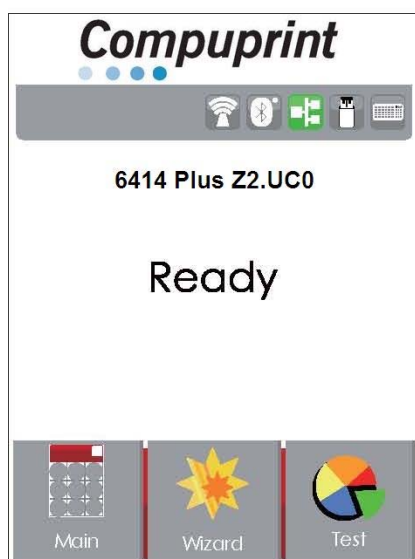 Compuprint
6414 Plus Z2.UC0
Ready
Main
Wizard
Test